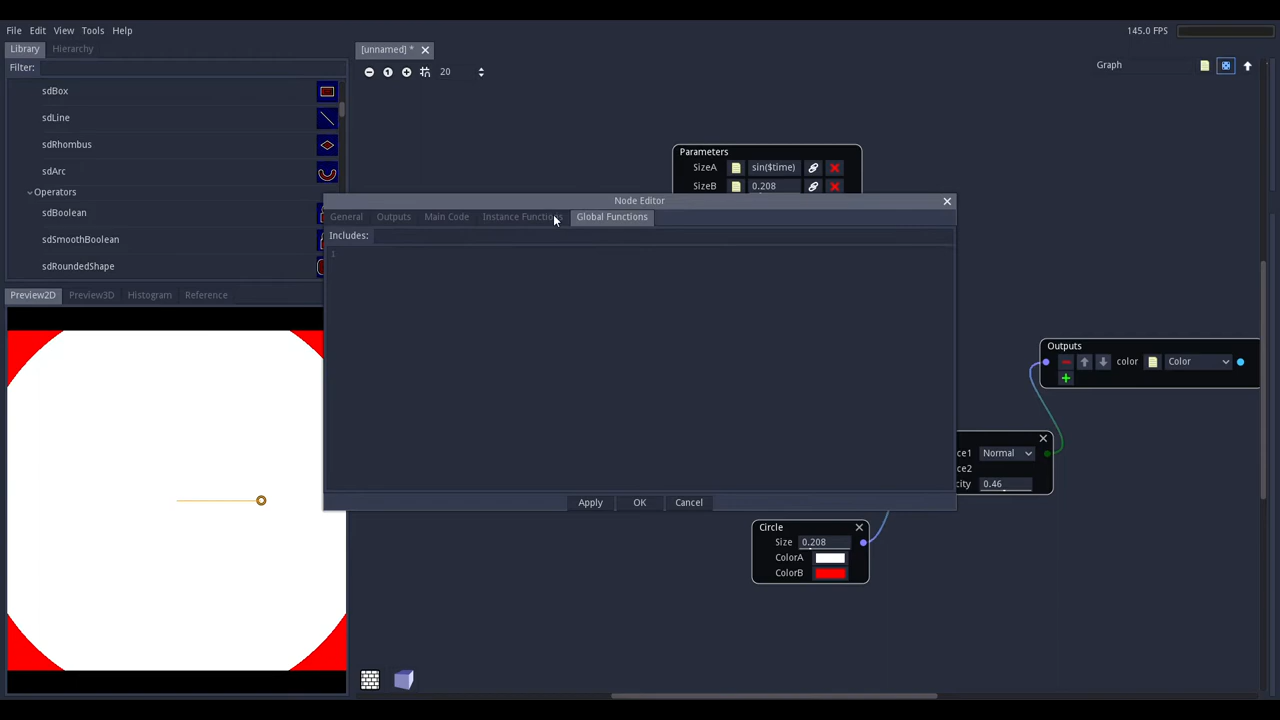 File Edit View Tools Help
145.0 FPS
Library Hierarchy
[unnamed] *
Filter:
20
Graph
sdBox
sdLine
sdRhombus
sdArc
Operators
sdBoolean
sdSmoothBoolean
sdRoundedShape
Parameters
SizeA sin($time)
SizeB 0.208
Node Editor
General Outputs Main Code Instance Functions Global Functions
Includes:
1
Apply OK Cancel
Preview2D Preview3D Histogram Reference
Outputs
color Color
ce1 Normal
ce2
city 0.46
Circle
Size 0.208
ColorA
ColorB